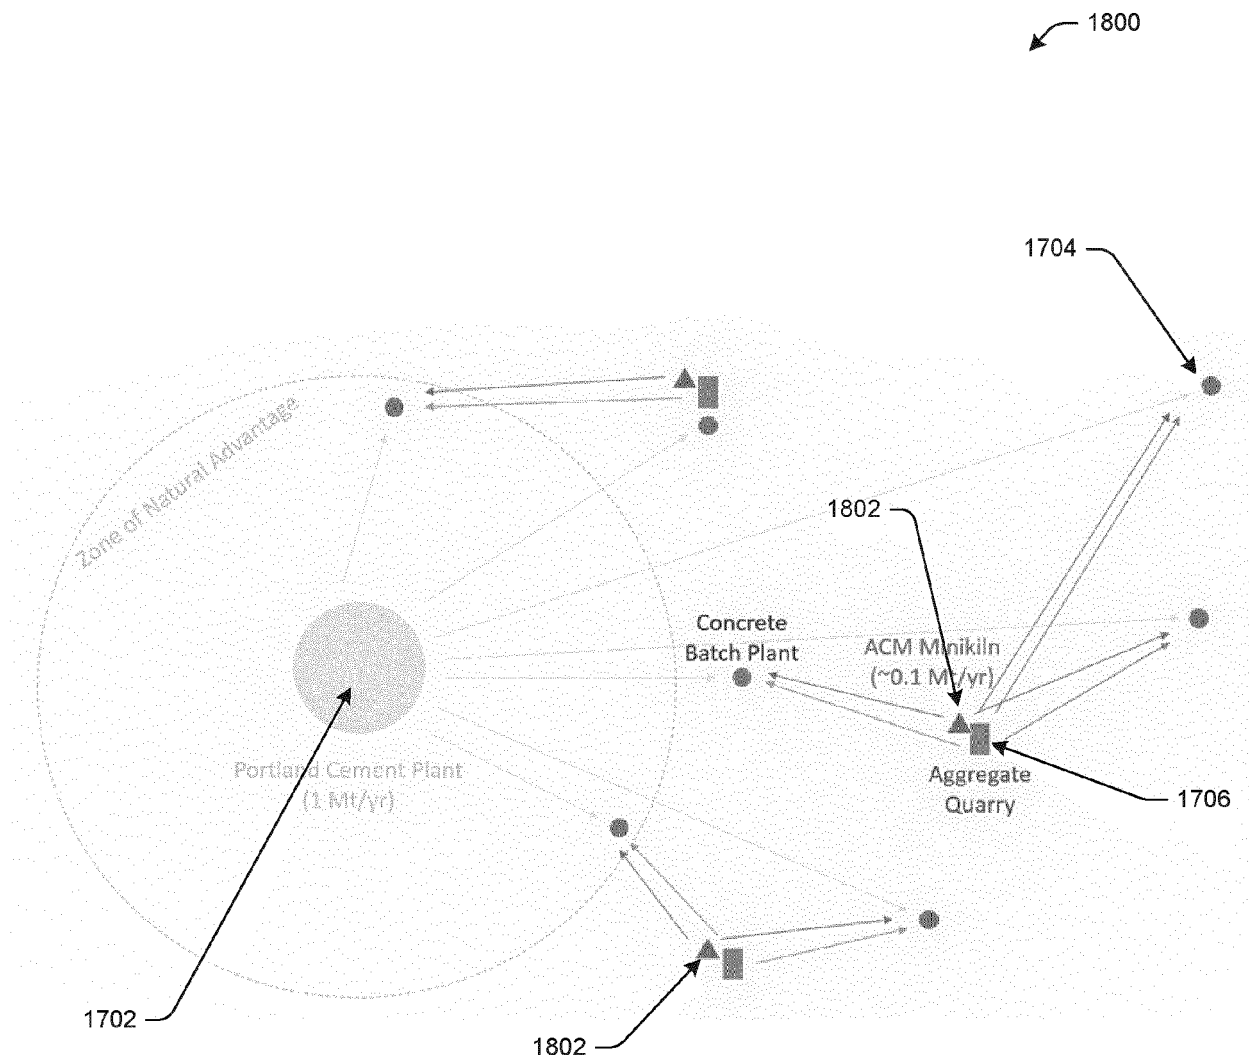 1800
1704
Zone of Natural Advantage
1802
Concrete
Batch Plant
ACM Minikiln
(~0.1 Mt/yr)
Portland Cement Plant
(1 Mt/yr)
Aggregate
Quarry
1706
1702
1802